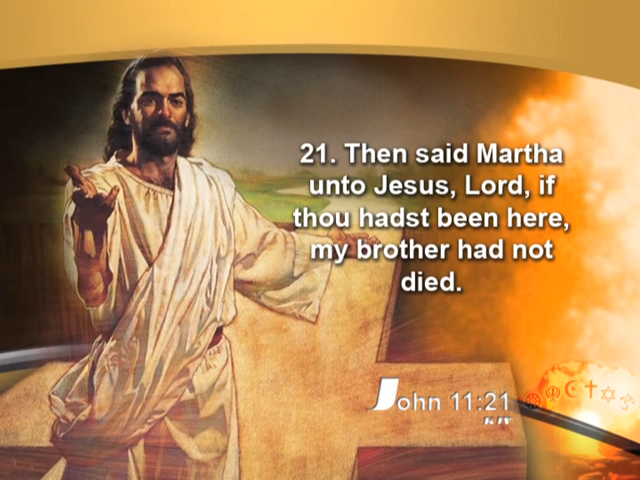 21. Then said Martha
unto Jesus, Lord, if
thou hadst been here,
my brother had not
died.
John 11:21
KJV